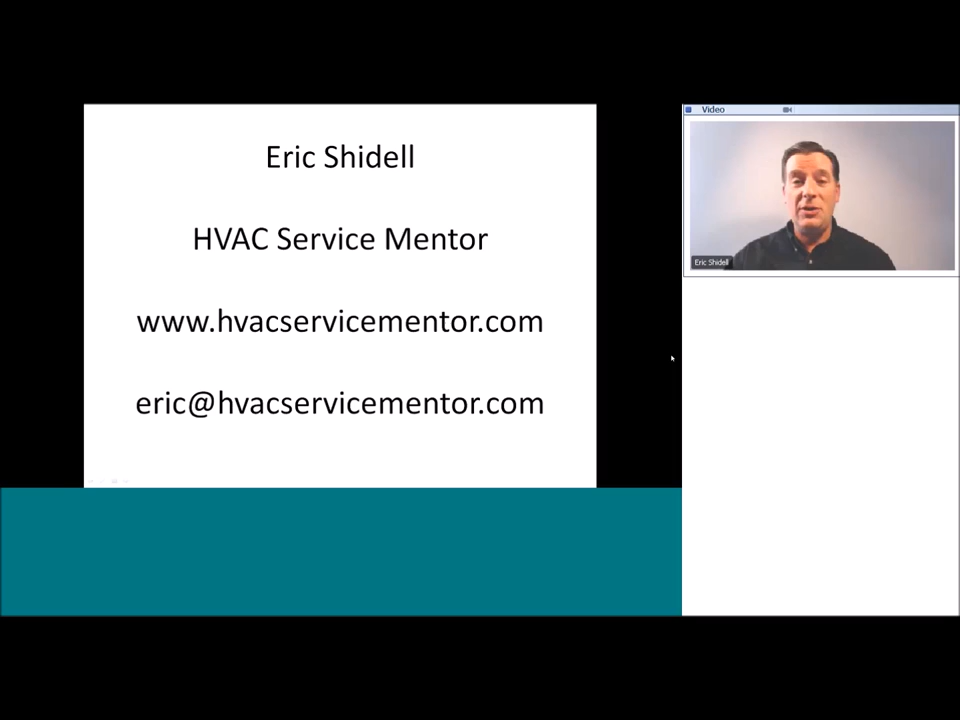 Eric Shidell
HVAC Service Mentor
www.hvacservicementor.com
eric@hvacservicementor.com
Video
Eric Shidell